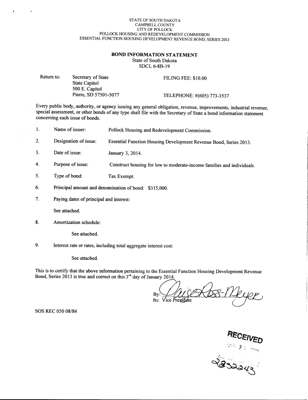 STATE OF SOUTH DAKOTA
CAMPBELL COUNTY
CITY OF POLLOCK
POLLOCK HOUSING AND REDEVELOPMENT COMMISSION
ESSENTIAL FUNCTION HOUSING DEVELOPMENT REVENUE BOND, SERIES 2013
BOND INFORMATION STATEMENT
State of South Dakota
SDCL 6-8B-19
Return to: Secretary of State FILING FEE: $10.00
State Capitol
500 E. Capitol
Pierre, SD 57501-5077 TELEPHONE: #(605) 773-3537
Every public body, authority, or agency issuing any general obligation, revenue, improvements, industrial revenue,
special assessment, or other bonds of any type shall file with the Secretary of State a bond information statement
concerning each issue of bonds.
1. Name of issuer: Pollock Housing and Redevelopment Commission.
2. Designation of issue: Essential Function Housing Development Revenue Bond, Series 2013.
3. Date of issue: January 3, 2014.
4. Purpose of issue: Construct housing for low to moderate-income families and individuals.
5. Type of bond: Tax Exempt.
6. Principal amount and denomination of bond: $315,000.
7. Paying dates of principal and interest:
See attached.
8. Amortization schedule:
See attached.
9. Interest rate or rates, including total aggregate interest cost:
See attached.
This is to certify that the above information pertaining to the Essential Function Housing Development Revenue
Bond, Series 2013 is true and correct on this 3rd day of January 2014.
By:
Its: Vice President
SOS REC 050 08/84
RECEIVED
2852243